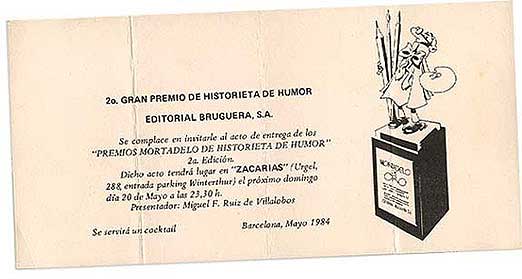 2o. GRAN PREMIO DE HISTORIETA DE HUMOR
EDITORIAL BRUGUERA, S.A.
Se complace en invitarle al acto de entrega de los
"PREMIOS MORTADELO DE HISTORIETA DE HUMOR"
2a. Edición.
Dicho acto tendrá lugar en "ZACARIAS" (Urgel,
288, entrada parking Winterthur) el próximo domingo
día 20 de Mayo a las 23,30 h.
Presentador: Miguel F. Ruiz de Villalobos
Se servirá un cocktail
Barcelona, Mayo 1984
MORTADELO
de
ORO